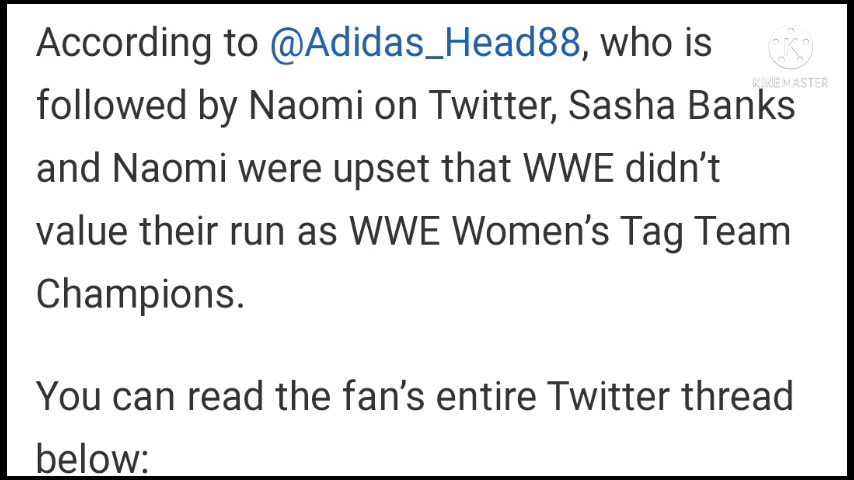 According to @Adidas_Head88, who is
KINEMASTER
followed by Naomi on Twitter, Sasha Banks
and Naomi were upset that WWE didn’t
value their run as WWE Women’s Tag Team
Champions.
You can read the fan’s entire Twitter thread
below: